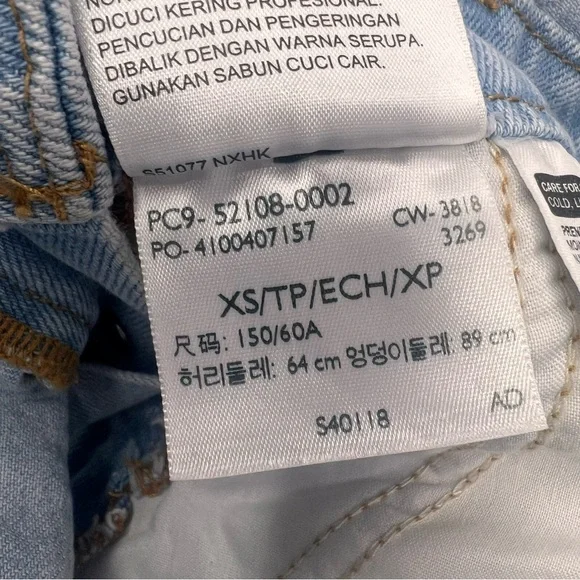 DICUCI KERING PROFESIONAL.
PENCUCIAN DAN PENGERINGAN
DIBALIK DENGAN WARNA SERUPA.
GUNAKAN SABUN CUCI CAIR.
S51077 NXHK
PC9- 52108-0002
PO- 4100407157
CW- 3818
3269
XS/TP/ECH/XP
尺码: 150/60A
허리둘레: 64 cm 엉덩이둘레: 89 cm
S40118
AD
CARE FOR
COLD, L